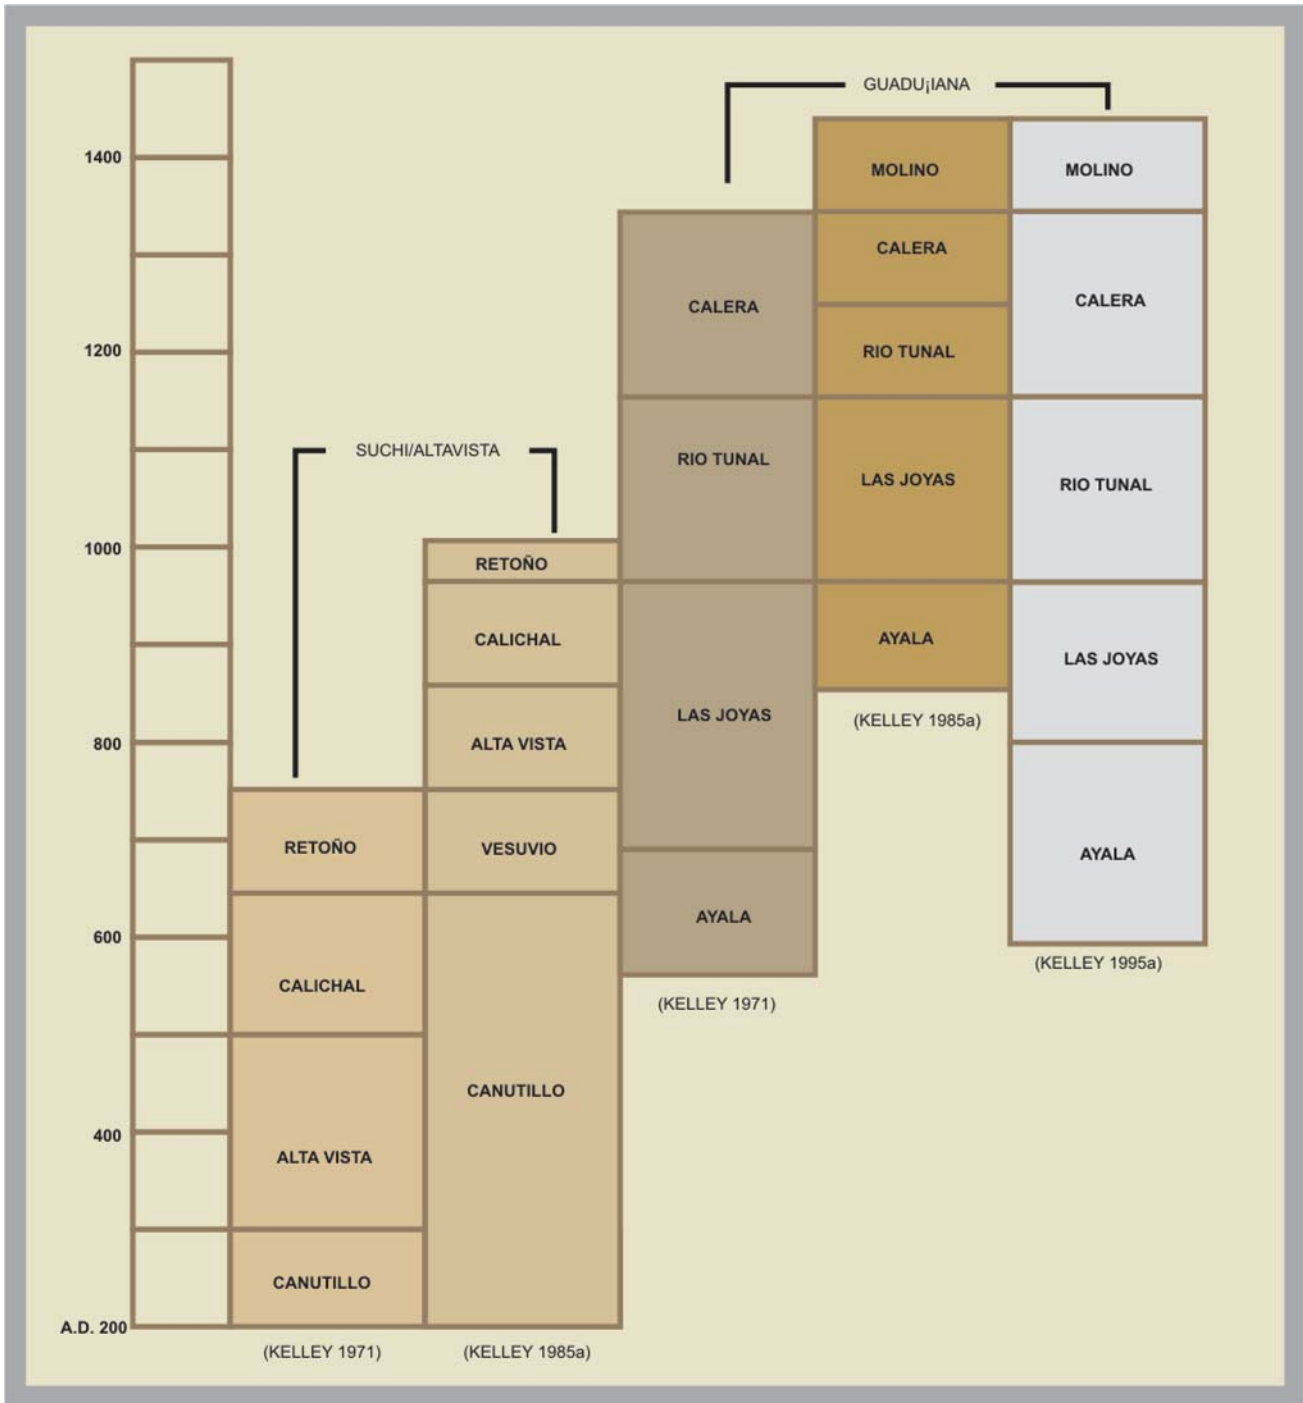 GUADU¡IANA
1400
MOLINO
MOLINO
CALERA
CALERA
CALERA
1200
RIO TUNAL
SUCHI/ALTAVISTA
RIO TUNAL
LAS JOYAS
RIO TUNAL
1000
RETOÑO
CALICHAL
AYALA
LAS JOYAS
LAS JOYAS
(KELLEY 1985a)
800
ALTA VISTA
RETOÑO
VESUVIO
AYALA
AYALA
600
(KELLEY 1995a)
CALICHAL
(KELLEY 1971)
CANUTILLO
400
ALTA VISTA
CANUTILLO
A.D. 200
(KELLEY 1971)
(KELLEY 1985a)